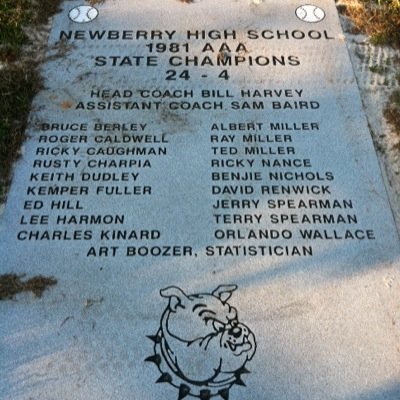 NEWBERRY HIGH SCHOOL
1981 AAA
STATE CHAMPIONS
24 - 4
HEAD COACH BILL HARVEY
ASSISTANT COACH SAM BAIRD
BRUCE BERLEY
ROGER CALDWELL
RICKY CAUGHMAN
RUSTY CHARPIA
KEITH DUDLEY
KEMPER FULLER
ED HILL
LEE HARMON
CHARLES KINARD
ALBERT MILLER
RAY MILLER
TED MILLER
RICKY NANCE
BENJIE NICHOLS
DAVID RENWICK
JERRY SPEARMAN
TERRY SPEARMAN
ORLANDO WALLACE
ART BOOZER, STATISTICIAN